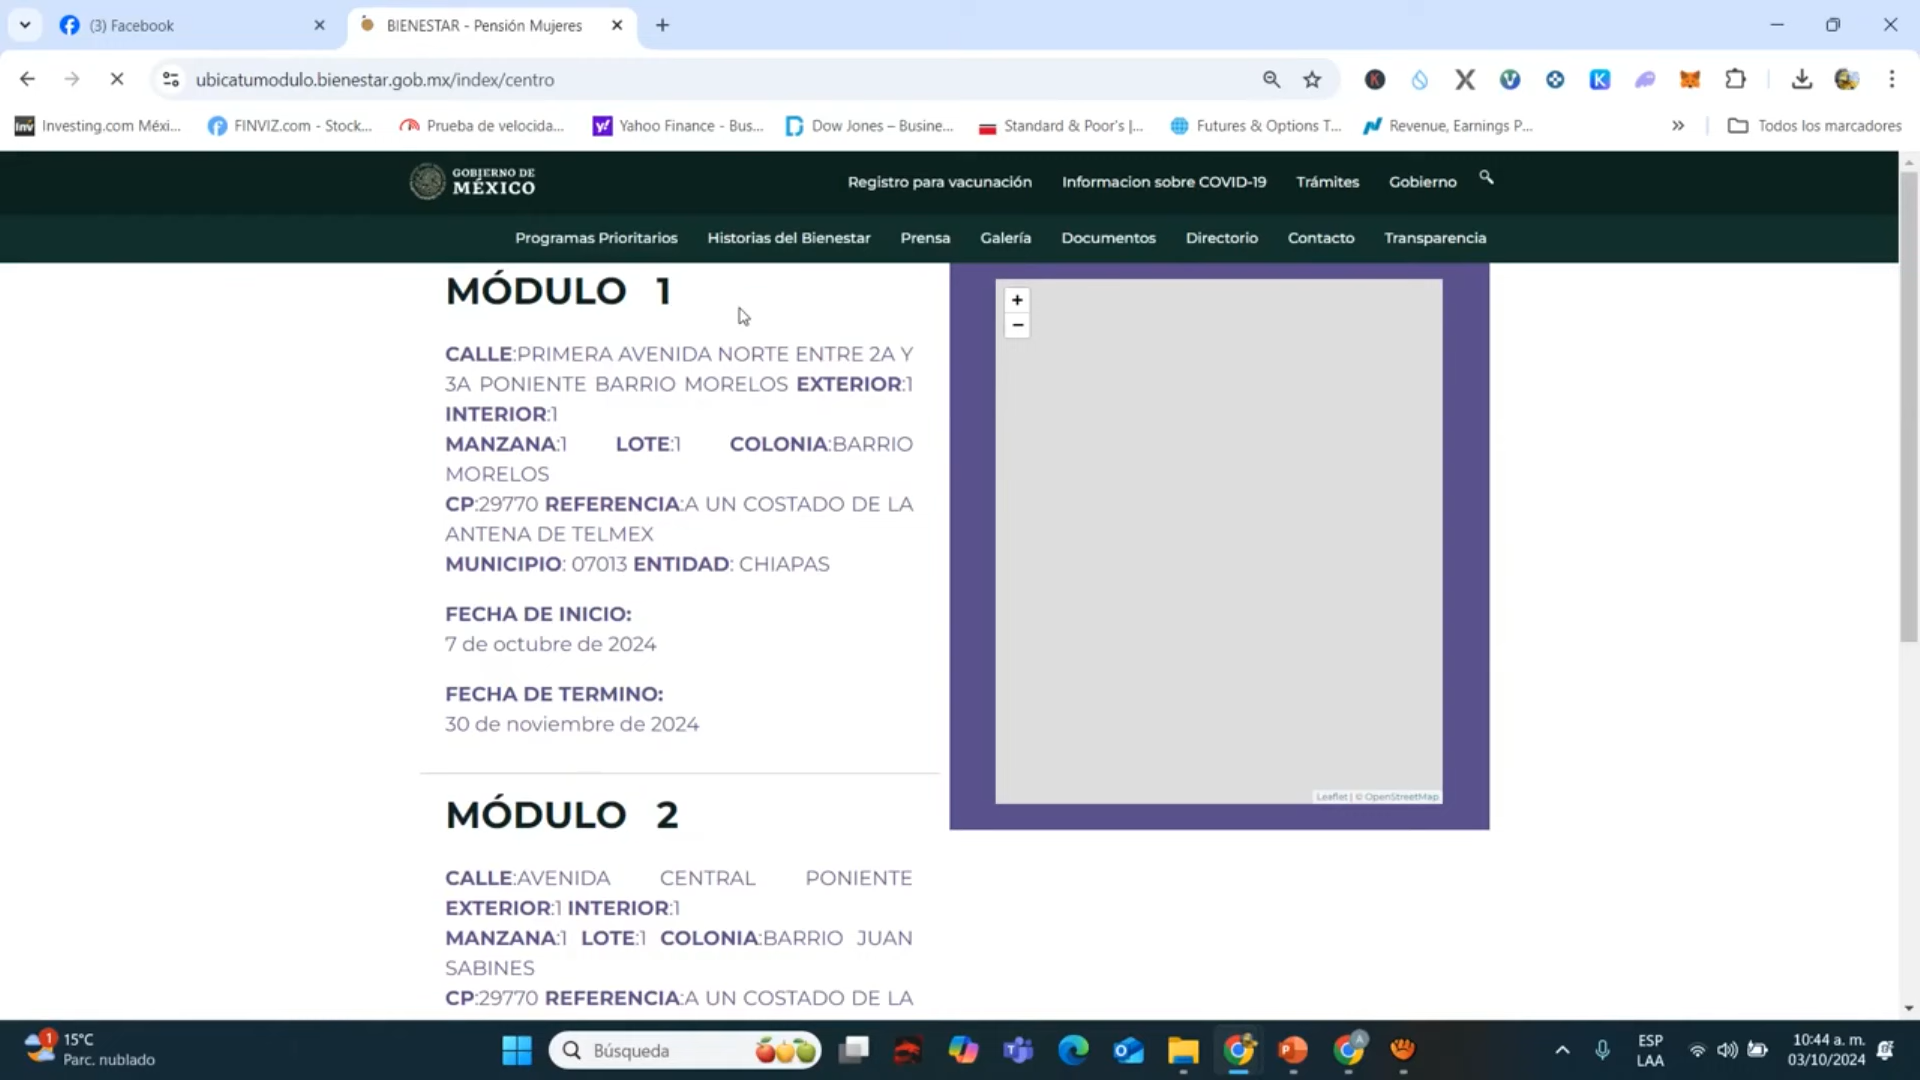 (3) Facebook
BIENESTAR - Pensión Mujeres
ubicatumodulo.bienestar.gob.mx/index/centro
Investing.com Méxi...
FINVIZ.com - Stock...
Prueba de velocida...
Yahoo Finance - Bus...
Dow Jones – Busine...
Standard & Poor's |...
Futures & Options T...
Revenue, Earnings P...
Todos los marcadores
GOBIERNO DE
MÉXICO
Registro para vacunación
Informacion sobre COVID-19
Trámites
Gobierno
Programas Prioritarios
Historias del Bienestar
Prensa
Galería
Documentos
Directorio
Contacto
Transparencia
MÓDULO 1
CALLE:PRIMERA AVENIDA NORTE ENTRE 2A Y
3A PONIENTE BARRIO MORELOS EXTERIOR:1
INTERIOR:1
MANZANA:1 LOTE:1 COLONIA:BARRIO
MORELOS
CP:29770 REFERENCIA:A UN COSTADO DE LA
ANTENA DE TELMEX
MUNICIPIO: 07013 ENTIDAD: CHIAPAS
FECHA DE INICIO:
7 de octubre de 2024
FECHA DE TERMINO:
30 de noviembre de 2024
+
−
Leaflet | © OpenStreetMap
MÓDULO 2
CALLE:AVENIDA CENTRAL PONIENTE
EXTERIOR:1 INTERIOR:1
MANZANA:1 LOTE:1 COLONIA:BARRIO JUAN
SABINES
CP:29770 REFERENCIA:A UN COSTADO DE LA
1
15°C
Parc. nublado
Búsqueda
ESP
LAA
10:44 a. m.
03/10/2024